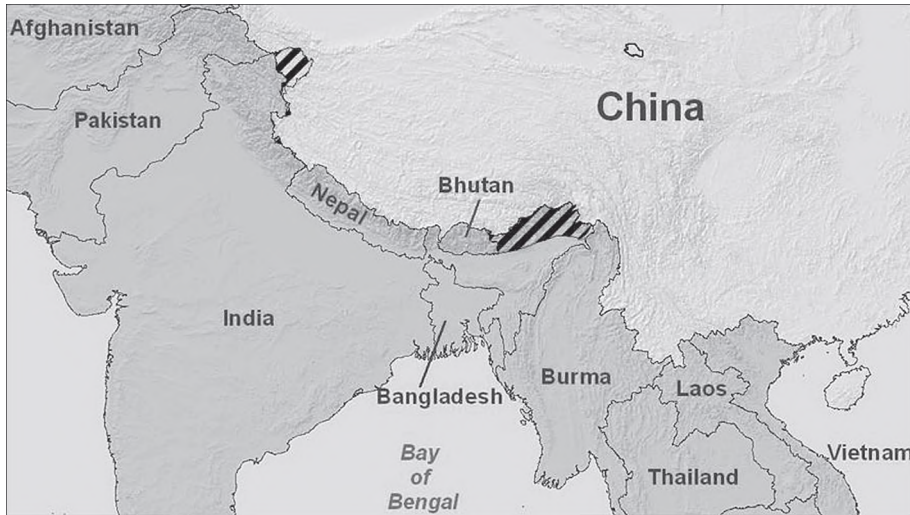 Afghanistan
Pakistan
China
Bhutan
Nepal
India
Bangladesh
Burma
Laos
Vietnam
Thailand
Bay
of
Bengal